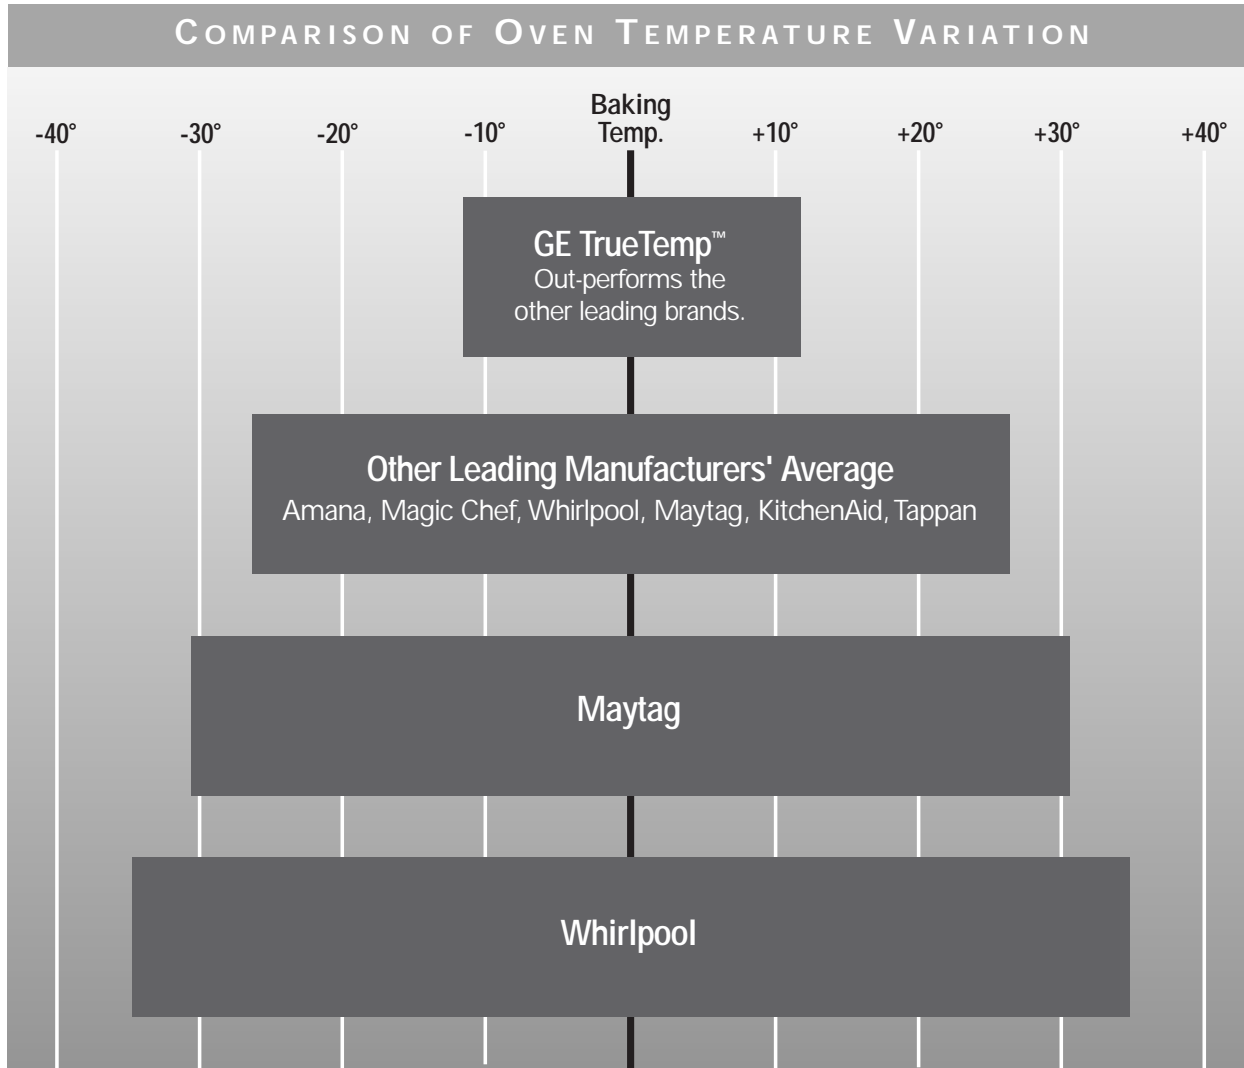 COMPARISON OF OVEN TEMPERATURE VARIATION
Baking
-40° -30° -20° -10° Temp. +10° +20° +30° +40°
GE TrueTemp™
Out-performs the
other leading brands.
Other Leading Manufacturers' Average
Amana, Magic Chef, Whirlpool, Maytag, KitchenAid, Tappan
Maytag
Whirlpool